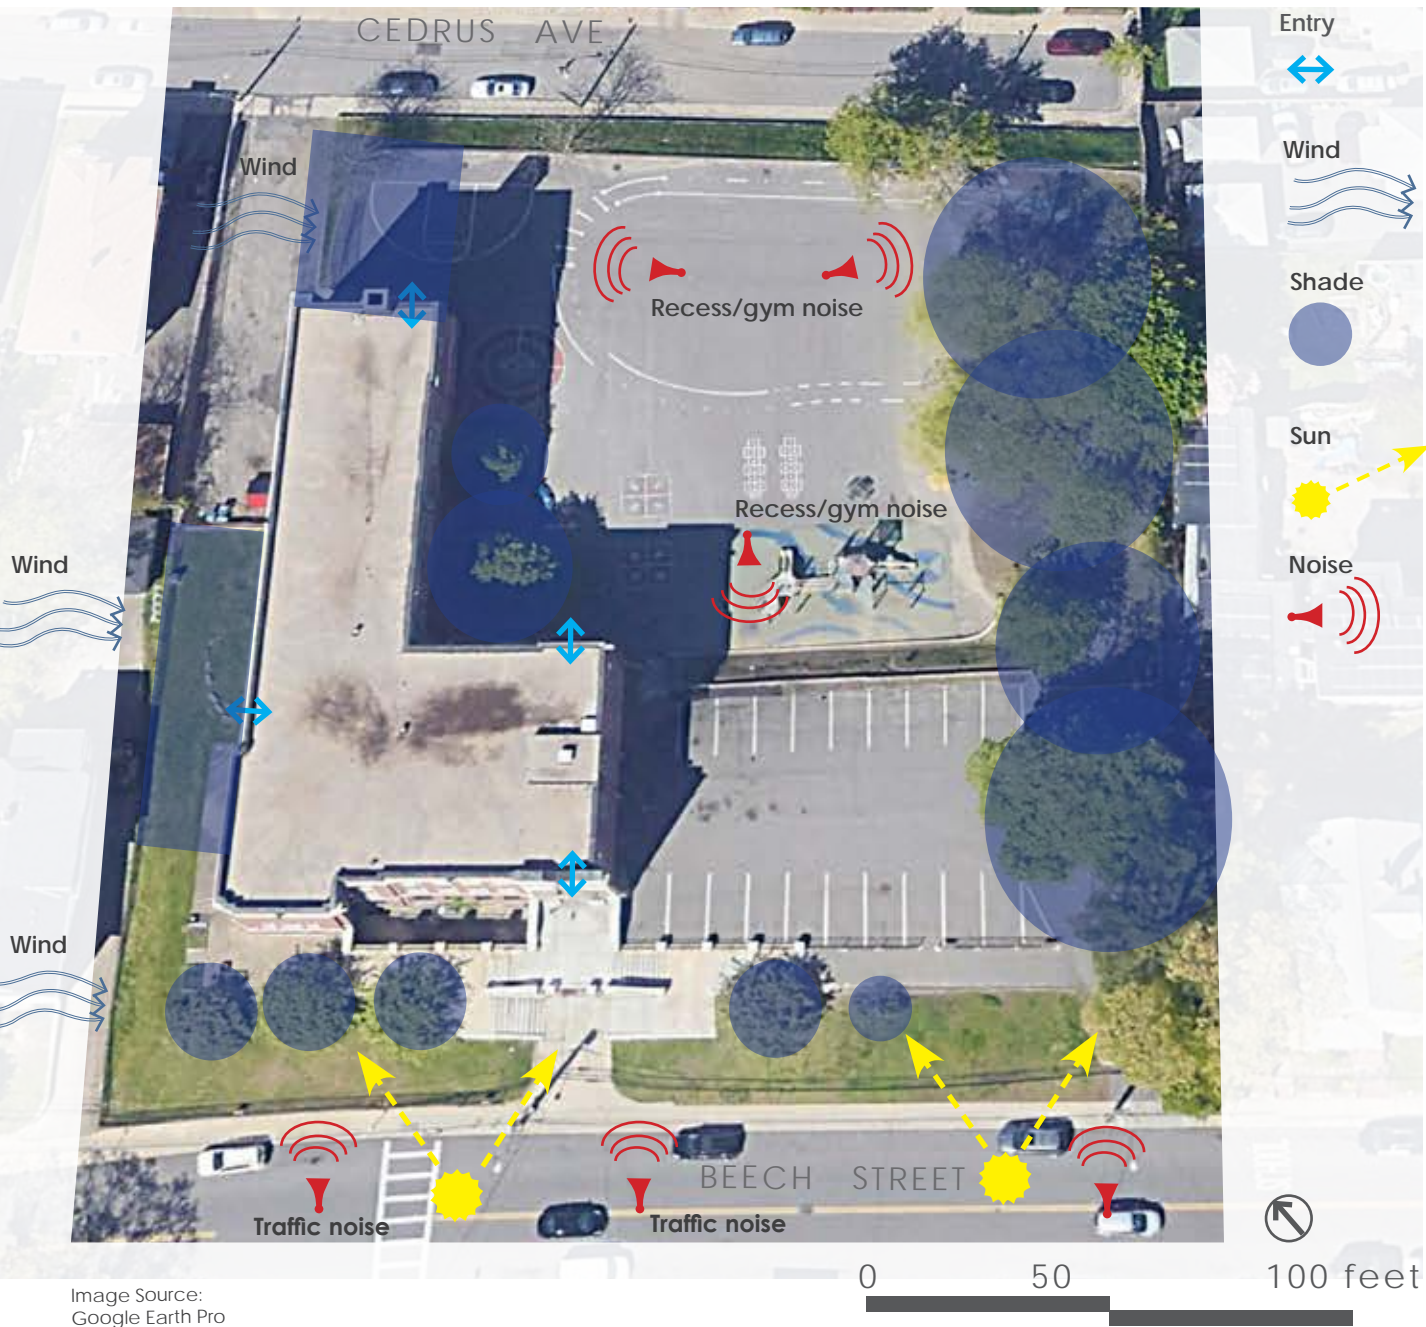 CEDRUS AVE
Entry
Wind
Wind
Shade
Recess/gym noise
Sun
Recess/gym noise
Wind
Noise
Wind
BEECH STREET
Traffic noise
Traffic noise
0 50 100 feet
Image Source:
Google Earth Pro